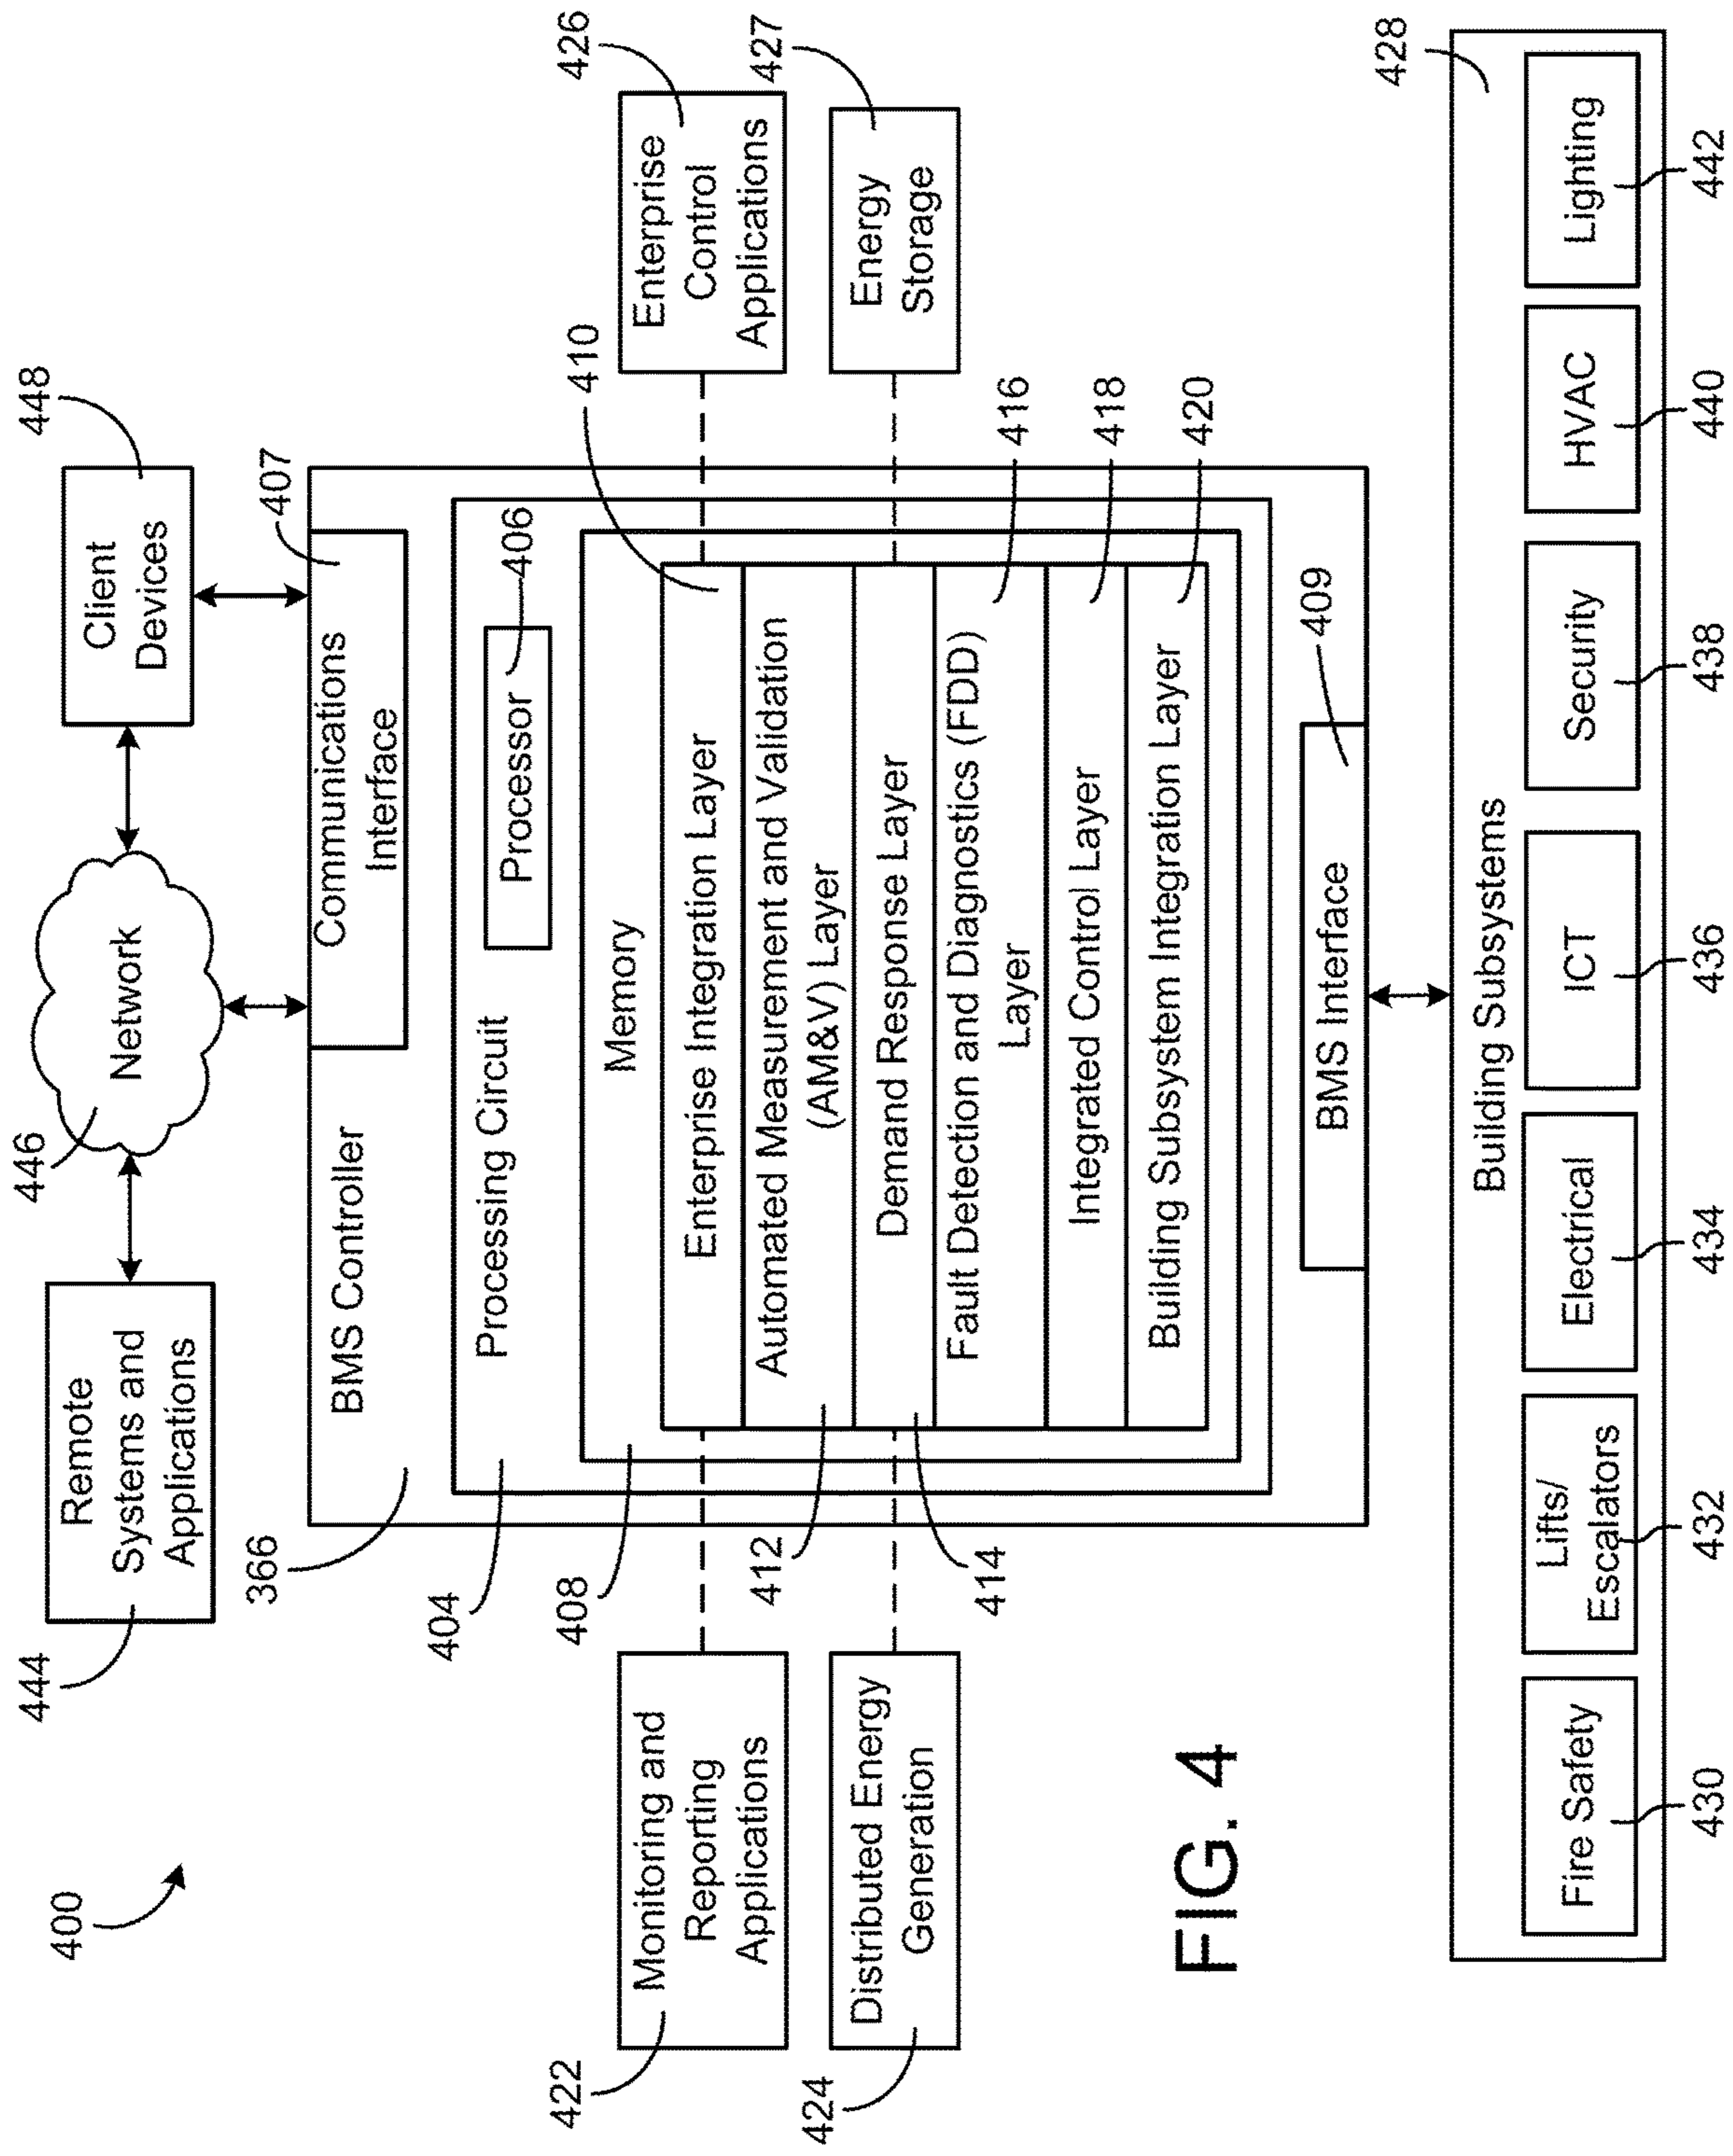 400
444
Remote
Systems and
Applications
446
Network
448
Client
Devices
366
BMS Controller
407
Communications
Interface
404
Processing Circuit
Processor
406
408
Memory
410
Enterprise Integration Layer
412
Automated Measurement and Validation
(AM&V) Layer
414
Demand Response Layer
416
Fault Detection and Diagnostics (FDD)
Layer
418
Integrated Control Layer
420
Building Subsystem Integration Layer
422
Monitoring and
Reporting
Applications
424
Distributed Energy
Generation
426
Enterprise
Control
Applications
427
Energy
Storage
BMS Interface
409
428
Building Subsystems
Fire Safety
Lifts/
Escalators
Electrical
ICT
Security
HVAC
Lighting
430
432
434
436
438
440
442
FIG. 4